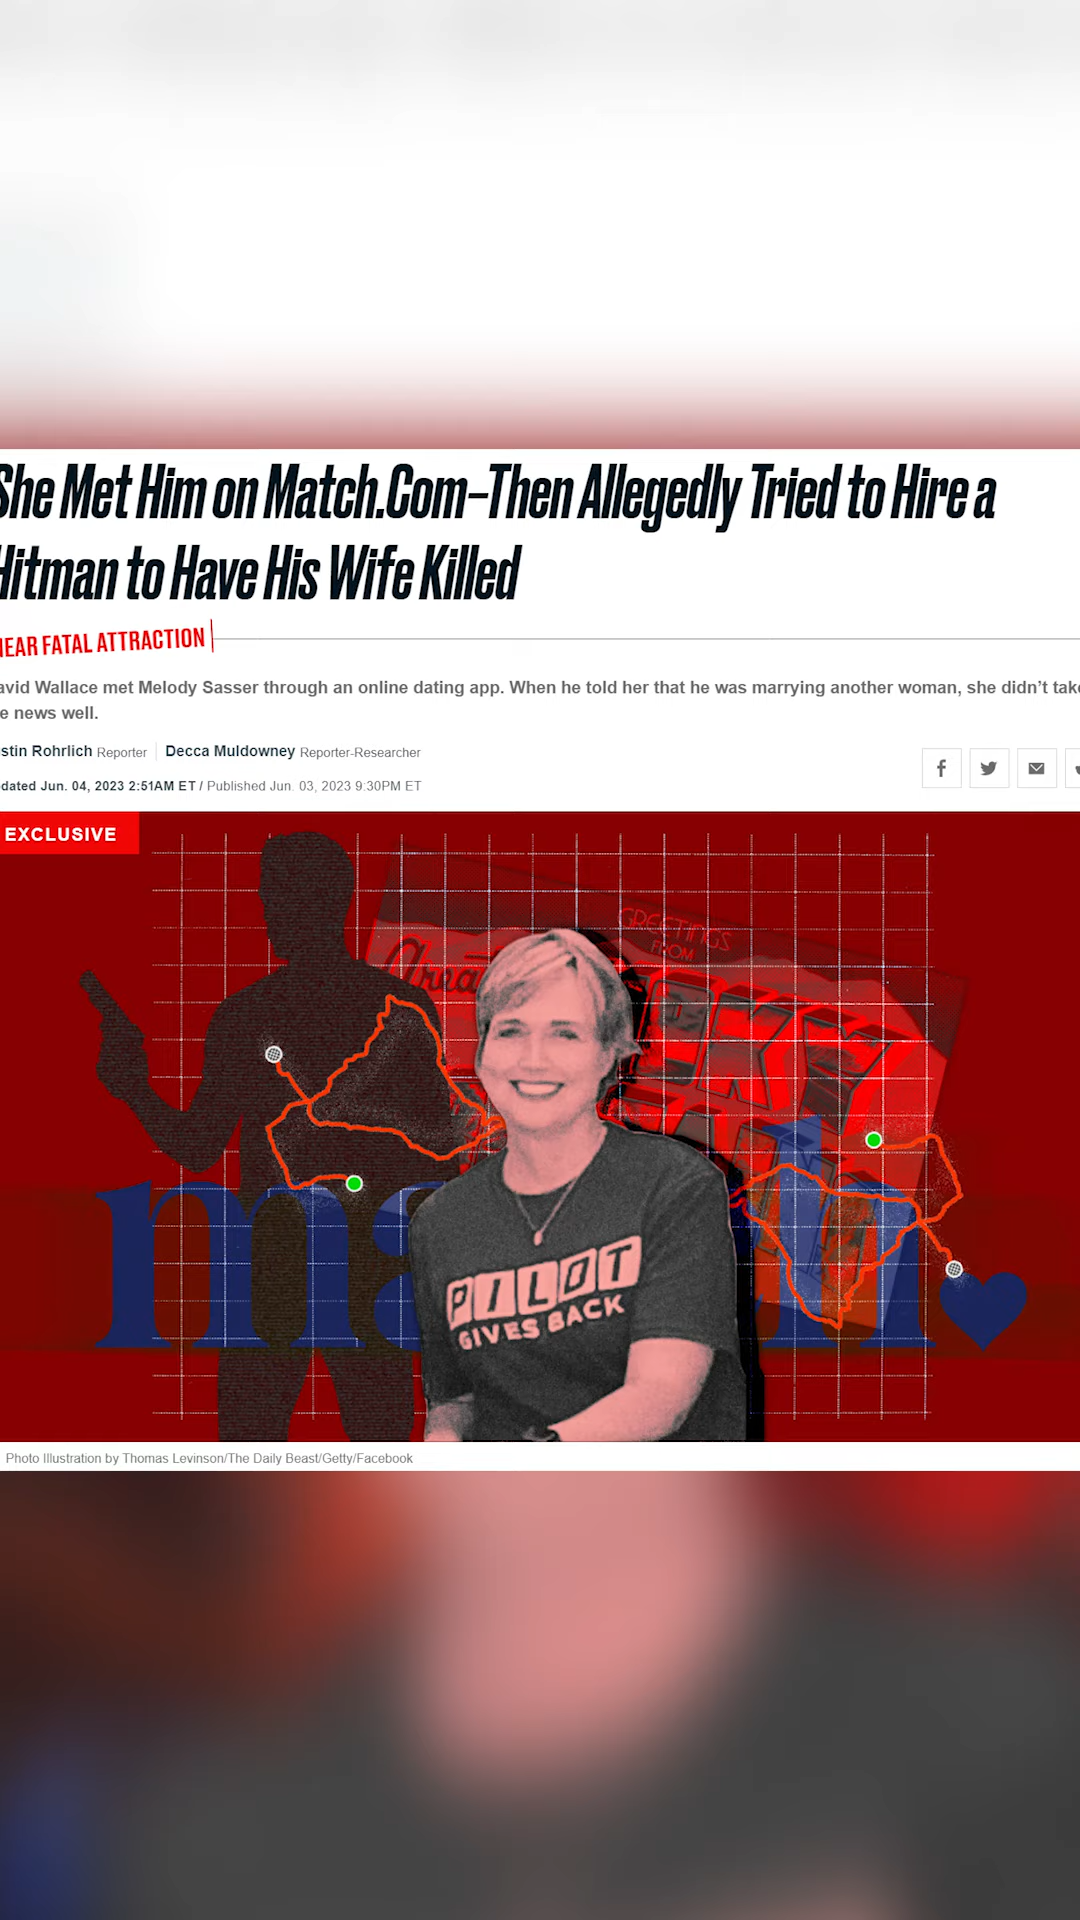 She Met Him on Match.Com–Then Allegedly Tried to Hire a
Hitman to Have His Wife Killed
NEAR FATAL ATTRACTION
avid Wallace met Melody Sasser through an online dating app. When he told her that he was marrying another woman, she didn't take
e news well.
stin Rohrlich Reporter Decca Muldowney Reporter-Researcher
dated Jun. 04, 2023 2:51AM ET / Published Jun. 03, 2023 9:30PM ET
EXCLUSIVE
GREETINGS
FROM
Great
match
PILOT
GIVES BACK
Photo Illustration by Thomas Levinson/The Daily Beast/Getty/Facebook